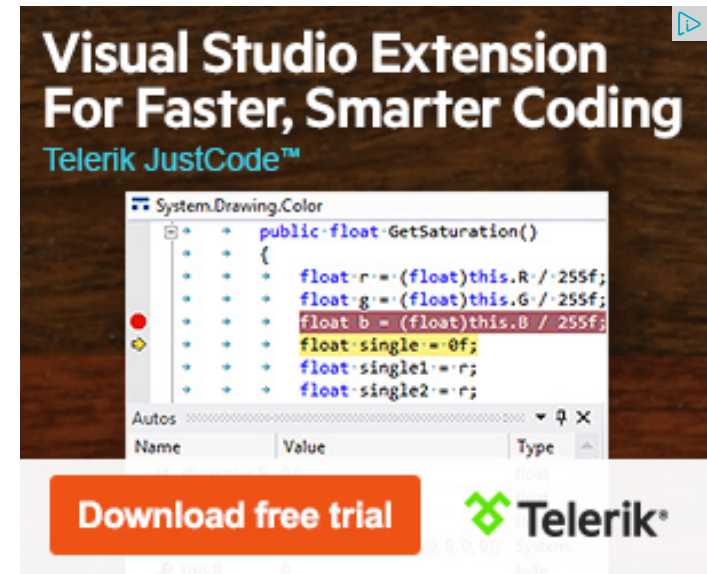 Visual Studio Extension
For Faster, Smarter Coding
Telerik JustCode™
System.Drawing.Color
public float GetSaturation()
{
float r = (float)this.R / 255f;
float g = (float)this.G / 255f;
float b = (float)this.B / 255f;
float single = 0f;
float single1 = r;
float single2 = r;
Autos
Name Value Type
Download free trial
Telerik®